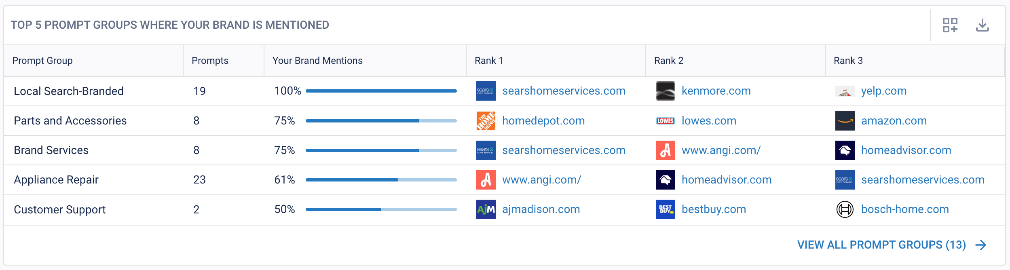 TOP 5 PROMPT GROUPS WHERE YOUR BRAND IS MENTIONED
Prompt Group Prompts Your Brand Mentions Rank 1 Rank 2 Rank 3
Local Search-Branded 19 100% searshomeservices.com kenmore.com yelp.com
Parts and Accessories 8 75% homedepot.com LOWE'S lowes.com amazon.com
Brand Services 8 75% searshomeservices.com www.angi.com/ homeadvisor.com
Appliance Repair 23 61% www.angi.com/ homeadvisor.com searshomeservices.com
Customer Support 2 50% AJM ajmadison.com BEST BUY bestbuy.com bosch-home.com
VIEW ALL PROMPT GROUPS (13)